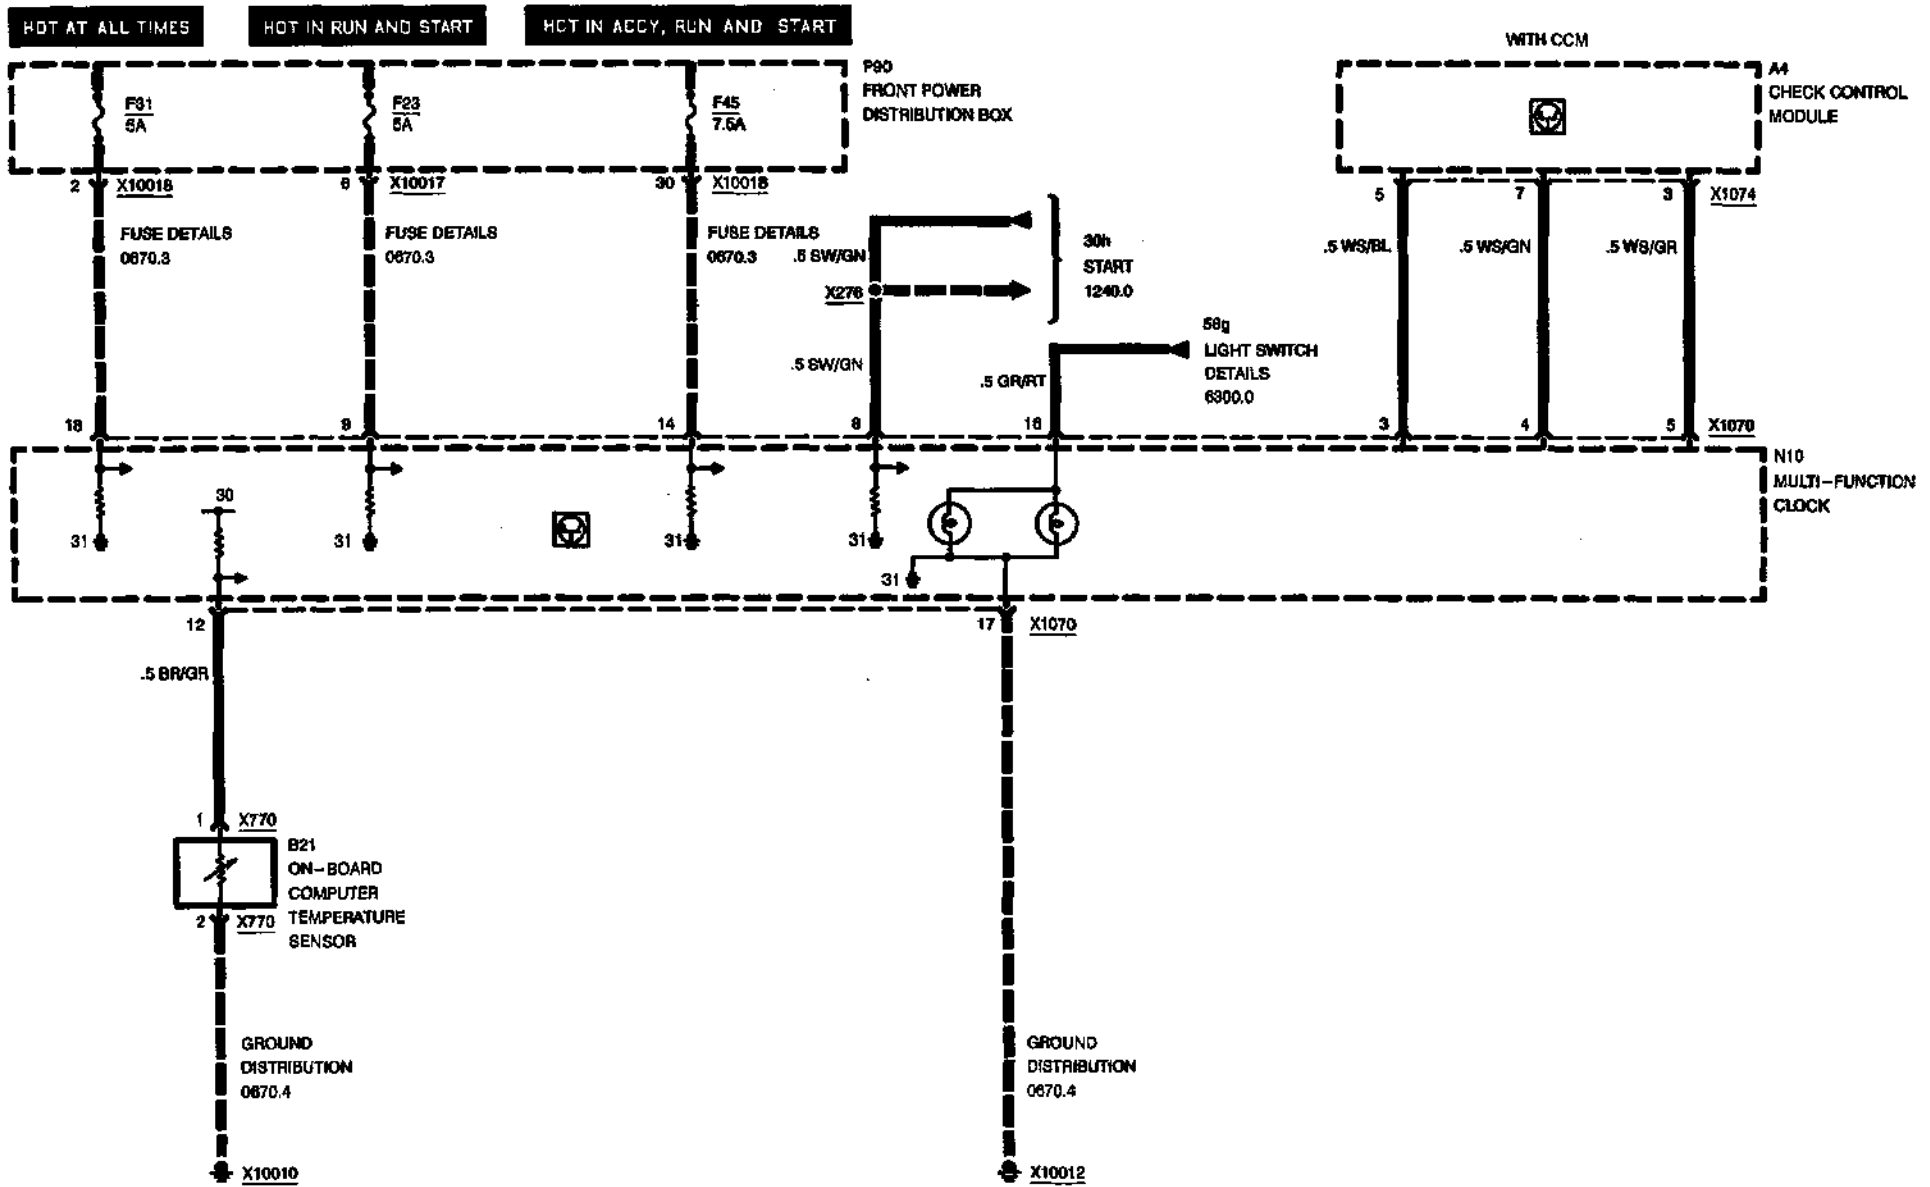 HOT AT ALL TIMES
HOT IN RUN AND START
HOT IN ACCY, RUN AND START
WITH CCM
F31
5A
F23
5A
F45
7.5A
P90
FRONT POWER
DISTRIBUTION BOX
A4
CHECK CONTROL
MODULE
2 X10018
6 X10017
30 X10018
5
7
3
X1074
FUSE DETAILS
0670.3
FUSE DETAILS
0670.3
FUSE DETAILS
0670.3
.5 SW/GN
X276
.5 SW/GN
30h
START
1240.0
58g
LIGHT SWITCH
DETAILS
6300.0
.5 GR/RT
.5 WS/BL
.5 WS/GN
.5 WS/GR
18
9
14
8
16
3
4
5
X1070
N10
MULTI-FUNCTION
CLOCK
30
31
31
31
31
31
12
17
X1070
.5 BR/GR
1 X770
B21
ON-BOARD
COMPUTER
TEMPERATURE
SENSOR
2 X770
GROUND
DISTRIBUTION
0670.4
GROUND
DISTRIBUTION
0670.4
X10010
X10012